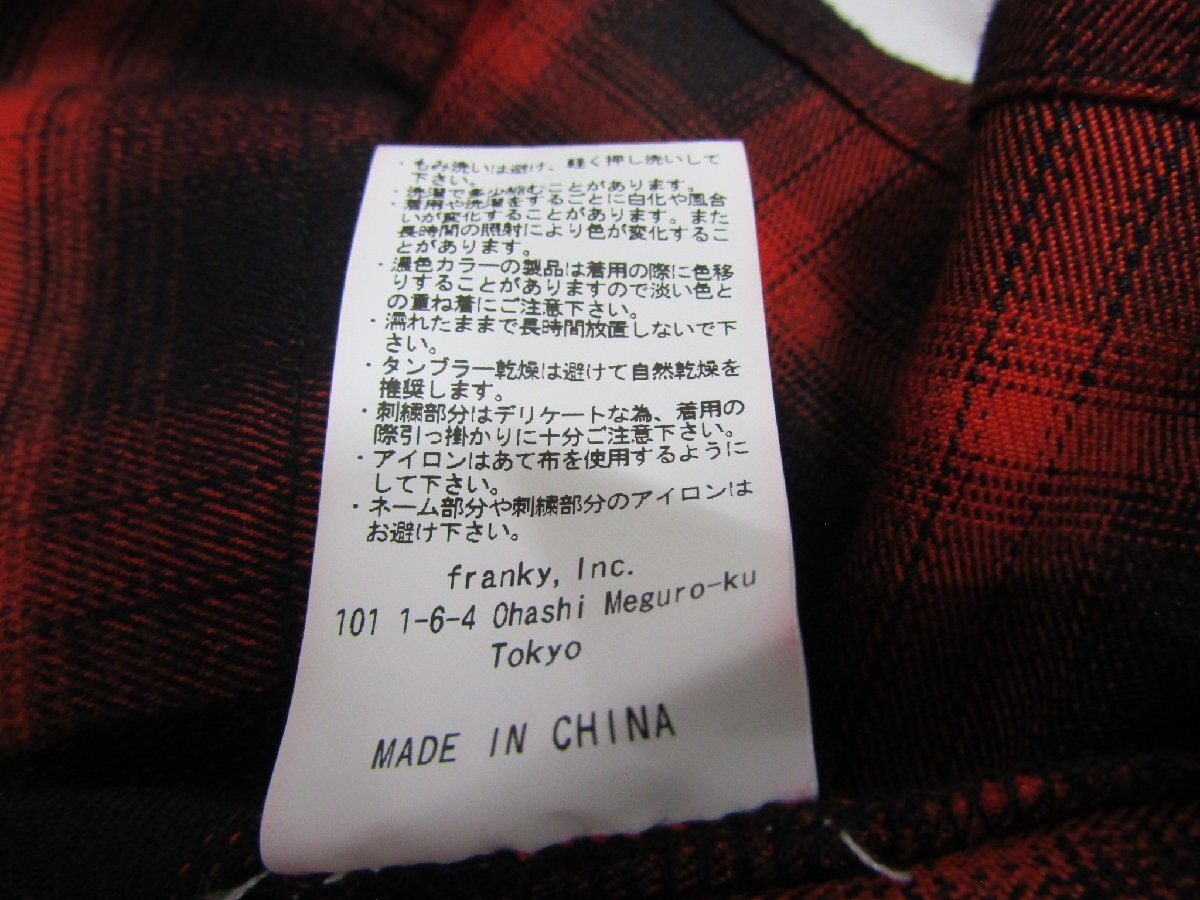 ・もみ洗いは避け、軽く押し洗いして
下さい。
・洗濯で多少縮むことがあります。
・着用や洗濯をするごとに白化や風合
いが変化することがあります。また
長時間の照射により色が変化するこ
とがあります。
・濃色カラーの製品は着用の際に色移
りすることがありますので淡い色と
の重ね着にご注意下さい。
・濡れたままで長時間放置しないで下
さい。
・タンブラー乾燥は避けて自然乾燥を
推奨します。
・刺繍部分はデリケートな為、着用の
際引っ掛かりに十分ご注意下さい。
・アイロンはあて布を使用するように
して下さい。
・ネーム部分や刺繍部分のアイロンは
お避け下さい。
franky, Inc.
101 1-6-4 Ohashi Meguro-ku
Tokyo
MADE IN CHINA